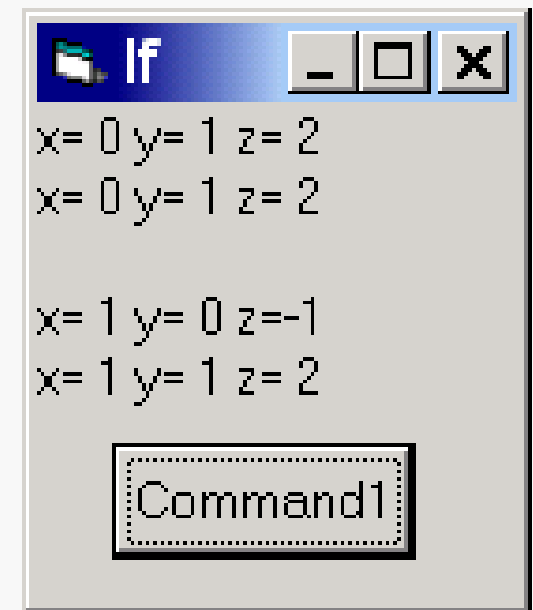 If
x= 0 y= 1 z= 2
x= 0 y= 1 z= 2
x= 1 y= 0 z=-1
x= 1 y= 1 z= 2
Command1